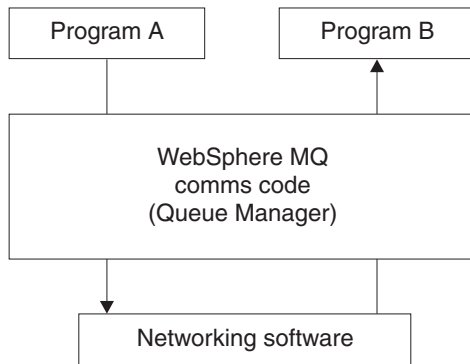 Program A
Program B
WebSphere MQ
comms code
(Queue Manager)
Networking software